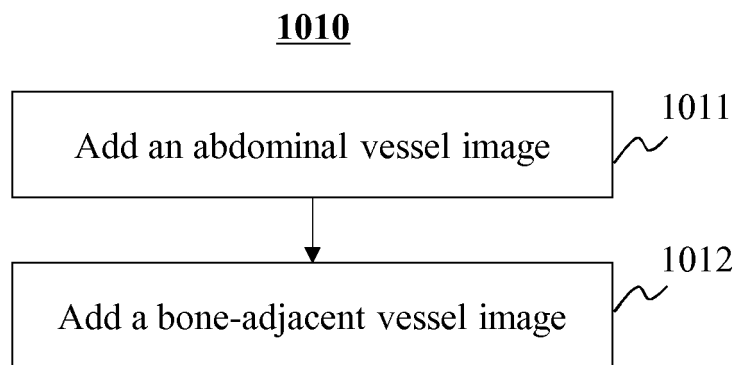 1010
1011
Add an abdominal vessel image
1012
Add a bone-adjacent vessel image